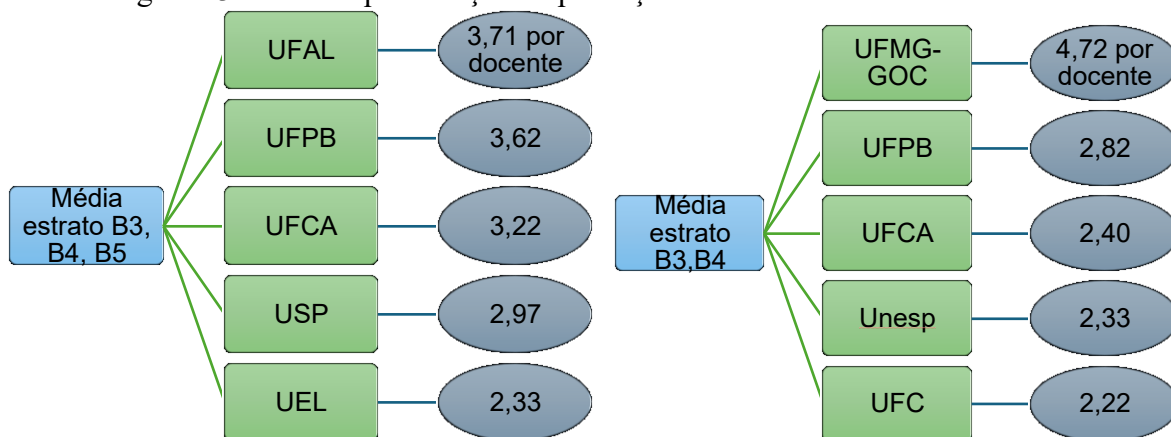 Média
estrato B3,
B4, B5
UFAL
3,71 por
docente
UFPB
3,62
UFCA
3,22
USP
2,97
UEL
2,33
Média
estrato
B3,B4
UFMG-
GOC
4,72 por
docente
UFPB
2,82
UFCA
2,40
Unesp
2,33
UFC
2,22